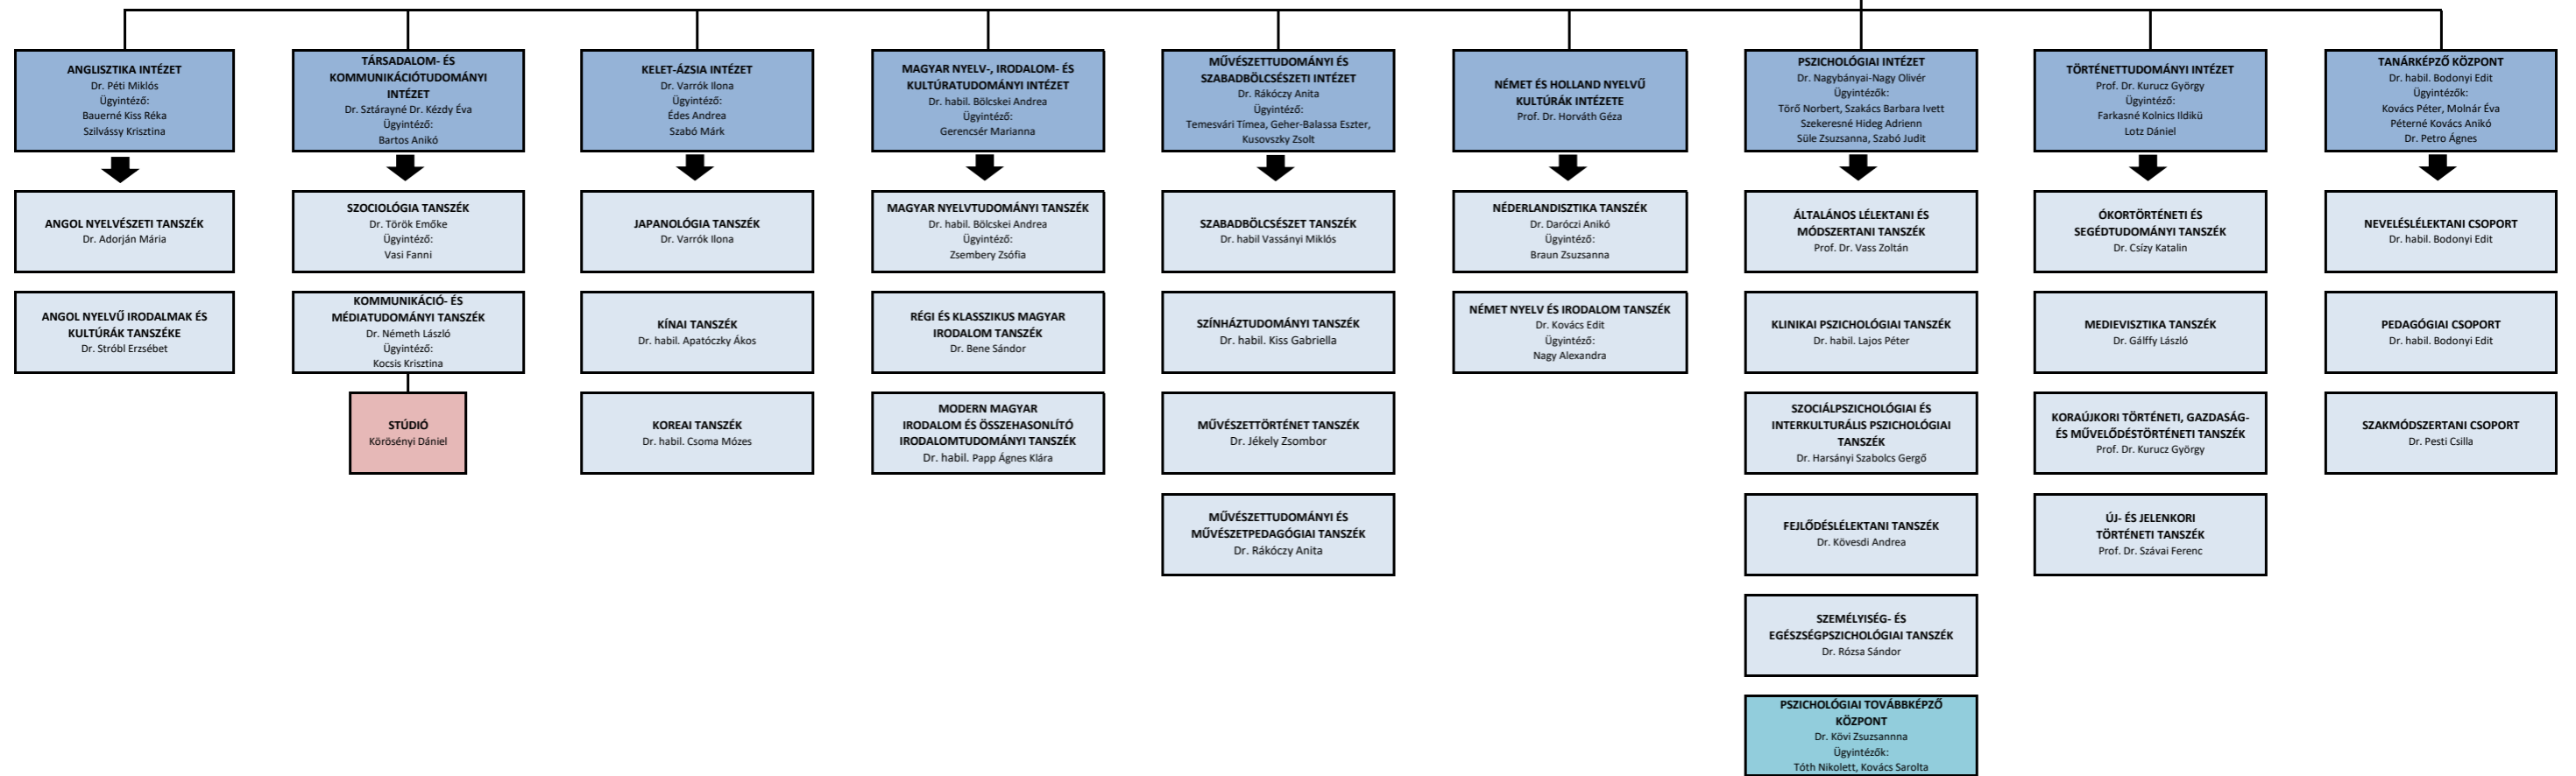 ANGLISZTIKA INTÉZET
Dr. Péti Miklós
Ügyintéző:
Bauerné Kiss Réka
Szilvássy Krisztina
TÁRSADALOM- ÉS
KOMMUNIKÁCIÓTUDOMÁNYI
INTÉZET
Dr. Sztárayné Dr. Kézdy Éva
Ügyintéző:
Bartos Anikó
KELET-ÁZSIA INTÉZET
Dr. Varrók Ilona
Ügyintéző:
Édes Andrea
Szabó Márk
MAGYAR NYELV-, IRODALOM- ÉS
KULTÚRATUDOMÁNYI INTÉZET
Dr. habil. Bölcskei Andrea
Ügyintéző:
Gerencsér Marianna
MŰVÉSZETTUDOMÁNYI ÉS
SZABADBÖLCSÉSZETI INTÉZET
Dr. Rákóczy Anita
Ügyintéző:
Temesvári Tímea, Geher-Balassa Eszter,
Kusovszky Zsolt
NÉMET ÉS HOLLAND NYELVŰ
KULTÚRÁK INTÉZETE
Prof. Dr. Horváth Géza
PSZICHOLÓGIAI INTÉZET
Dr. Nagybányai-Nagy Olivér
Ügyintézők:
Törő Norbert, Szakács Barbara Ivett
Szekeresné Hideg Adrienn
Süle Zsuzsanna, Szabó Judit
TÖRTÉNETTUDOMÁNYI INTÉZET
Prof. Dr. Kurucz György
Ügyintéző:
Farkasné Kolnics Ildikü
Lotz Dániel
TANÁRKÉPZŐ KÖZPONT
Dr. habil. Bodonyi Edit
Ügyintézők:
Kovács Péter, Molnár Éva
Péterné Kovács Anikó
Dr. Petro Ágnes
ANGOL NYELVÉSZETI TANSZÉK
Dr. Adorján Mária
SZOCIOLÓGIA TANSZÉK
Dr. Török Emőke
Ügyintéző:
Vasi Fanni
JAPANOLÓGIA TANSZÉK
Dr. Varrók Ilona
MAGYAR NYELVTUDOMÁNYI TANSZÉK
Dr. habil. Bölcskei Andrea
Ügyintéző:
Zsembery Zsófia
SZABADBÖLCSÉSZET TANSZÉK
Dr. habil Vassányi Miklós
NÉDERLANDISZTIKA TANSZÉK
Dr. Daróczi Anikó
Ügyintéző:
Braun Zsuzsanna
ÁLTALÁNOS LÉLEKTANI ÉS
MÓDSZERTANI TANSZÉK
Prof. Dr. Vass Zoltán
ÓKORTÖRTÉNETI ÉS
SEGÉDTUDOMÁNYI TANSZÉK
Dr. Csízy Katalin
NEVELÉSLÉLEKTANI CSOPORT
Dr. habil. Bodonyi Edit
ANGOL NYELVŰ IRODALMAK ÉS
KULTÚRÁK TANSZÉKE
Dr. Stróbl Erzsébet
KOMMUNIKÁCIÓ- ÉS
MÉDIATUDOMÁNYI TANSZÉK
Dr. Németh László
Ügyintéző:
Kocsis Krisztina
KÍNAI TANSZÉK
Dr. habil. Apatóczky Ákos
RÉGI ÉS KLASSZIKUS MAGYAR
IRODALOM TANSZÉK
Dr. Bene Sándor
SZÍNHÁZTUDOMÁNYI TANSZÉK
Dr. habil. Kiss Gabriella
NÉMET NYELV ÉS IRODALOM TANSZÉK
Dr. Kovács Edit
Ügyintéző:
Nagy Alexandra
KLINIKAI PSZICHOLÓGIAI TANSZÉK
Dr. habil. Lajos Péter
MEDIEVISZTIKA TANSZÉK
Dr. Gálffy László
PEDAGÓGIAI CSOPORT
Dr. habil. Bodonyi Edit
STÚDIÓ
Körösényi Dániel
KOREAI TANSZÉK
Dr. habil. Csoma Mózes
MODERN MAGYAR
IRODALOM ÉS ÖSSZEHASONLÍTÓ
IRODALOMTUDOMÁNYI TANSZÉK
Dr. habil. Papp Ágnes Klára
MŰVÉSZETTÖRTÉNET TANSZÉK
Dr. Jékely Zsombor
SZOCIÁLPSZICHOLÓGIAI ÉS
INTERKULTURÁLIS PSZICHOLÓGIAI
TANSZÉK
Dr. Harsányi Szabolcs Gergő
KORAÚJKORI TÖRTÉNETI, GAZDASÁG-
ÉS MŰVELŐDÉSTÖRTÉNETI TANSZÉK
Prof. Dr. Kurucz György
SZAKMÓDSZERTANI CSOPORT
Dr. Pesti Csilla
MŰVÉSZETTUDOMÁNYI ÉS
MŰVÉSZETPEDAGÓGIAI TANSZÉK
Dr. Rákóczy Anita
FEJLŐDÉSLÉLEKTANI TANSZÉK
Dr. Kövesdi Andrea
ÚJ- ÉS JELENKORI
TÖRTÉNETI TANSZÉK
Prof. Dr. Szávai Ferenc
SZEMÉLYISÉG- ÉS
EGÉSZSÉGPSZICHOLÓGIAI TANSZÉK
Dr. Rózsa Sándor
PSZICHOLÓGIAI TOVÁBBKÉPZŐ
KÖZPONT
Dr. Kövi Zsuzsannna
Ügyintézők:
Tóth Nikolett, Kovács Sarolta